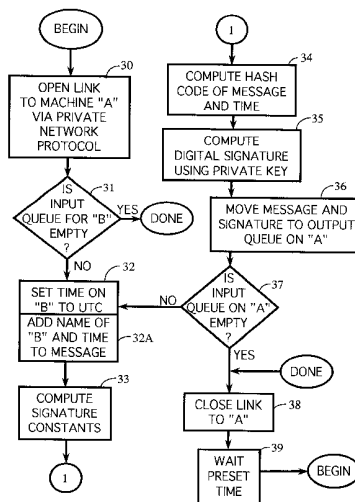 BEGIN
30
OPEN LINK
TO MACHINE "A"
VIA PRIVATE
NETWORK
PROTOCOL
31
IS
INPUT
QUEUE FOR "B"
EMPTY
?
YES
DONE
NO
32
SET TIME ON
"B" TO UTC
ADD NAME OF
"B" AND TIME
TO MESSAGE
32A
33
COMPUTE
SIGNATURE
CONSTANTS
1
1
34
COMPUTE HASH
CODE OF MESSAGE
AND TIME
35
COMPUTE
DIGITAL SIGNATURE
USING PRIVATE KEY
36
MOVE MESSAGE AND
SIGNATURE TO OUTPUT
QUEUE ON "A"
37
IS
INPUT
QUEUE ON "A"
EMPTY
?
NO
YES
DONE
CLOSE LINK
TO "A"
38
39
WAIT
PRESET
TIME
BEGIN